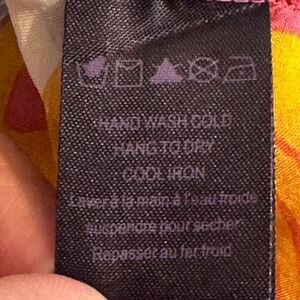 HAND WASH COLD
HANG TO DRY
COOL IRON
Laver à la main à l'eau froide
suspendre pour sécher
Repasser au fer froid